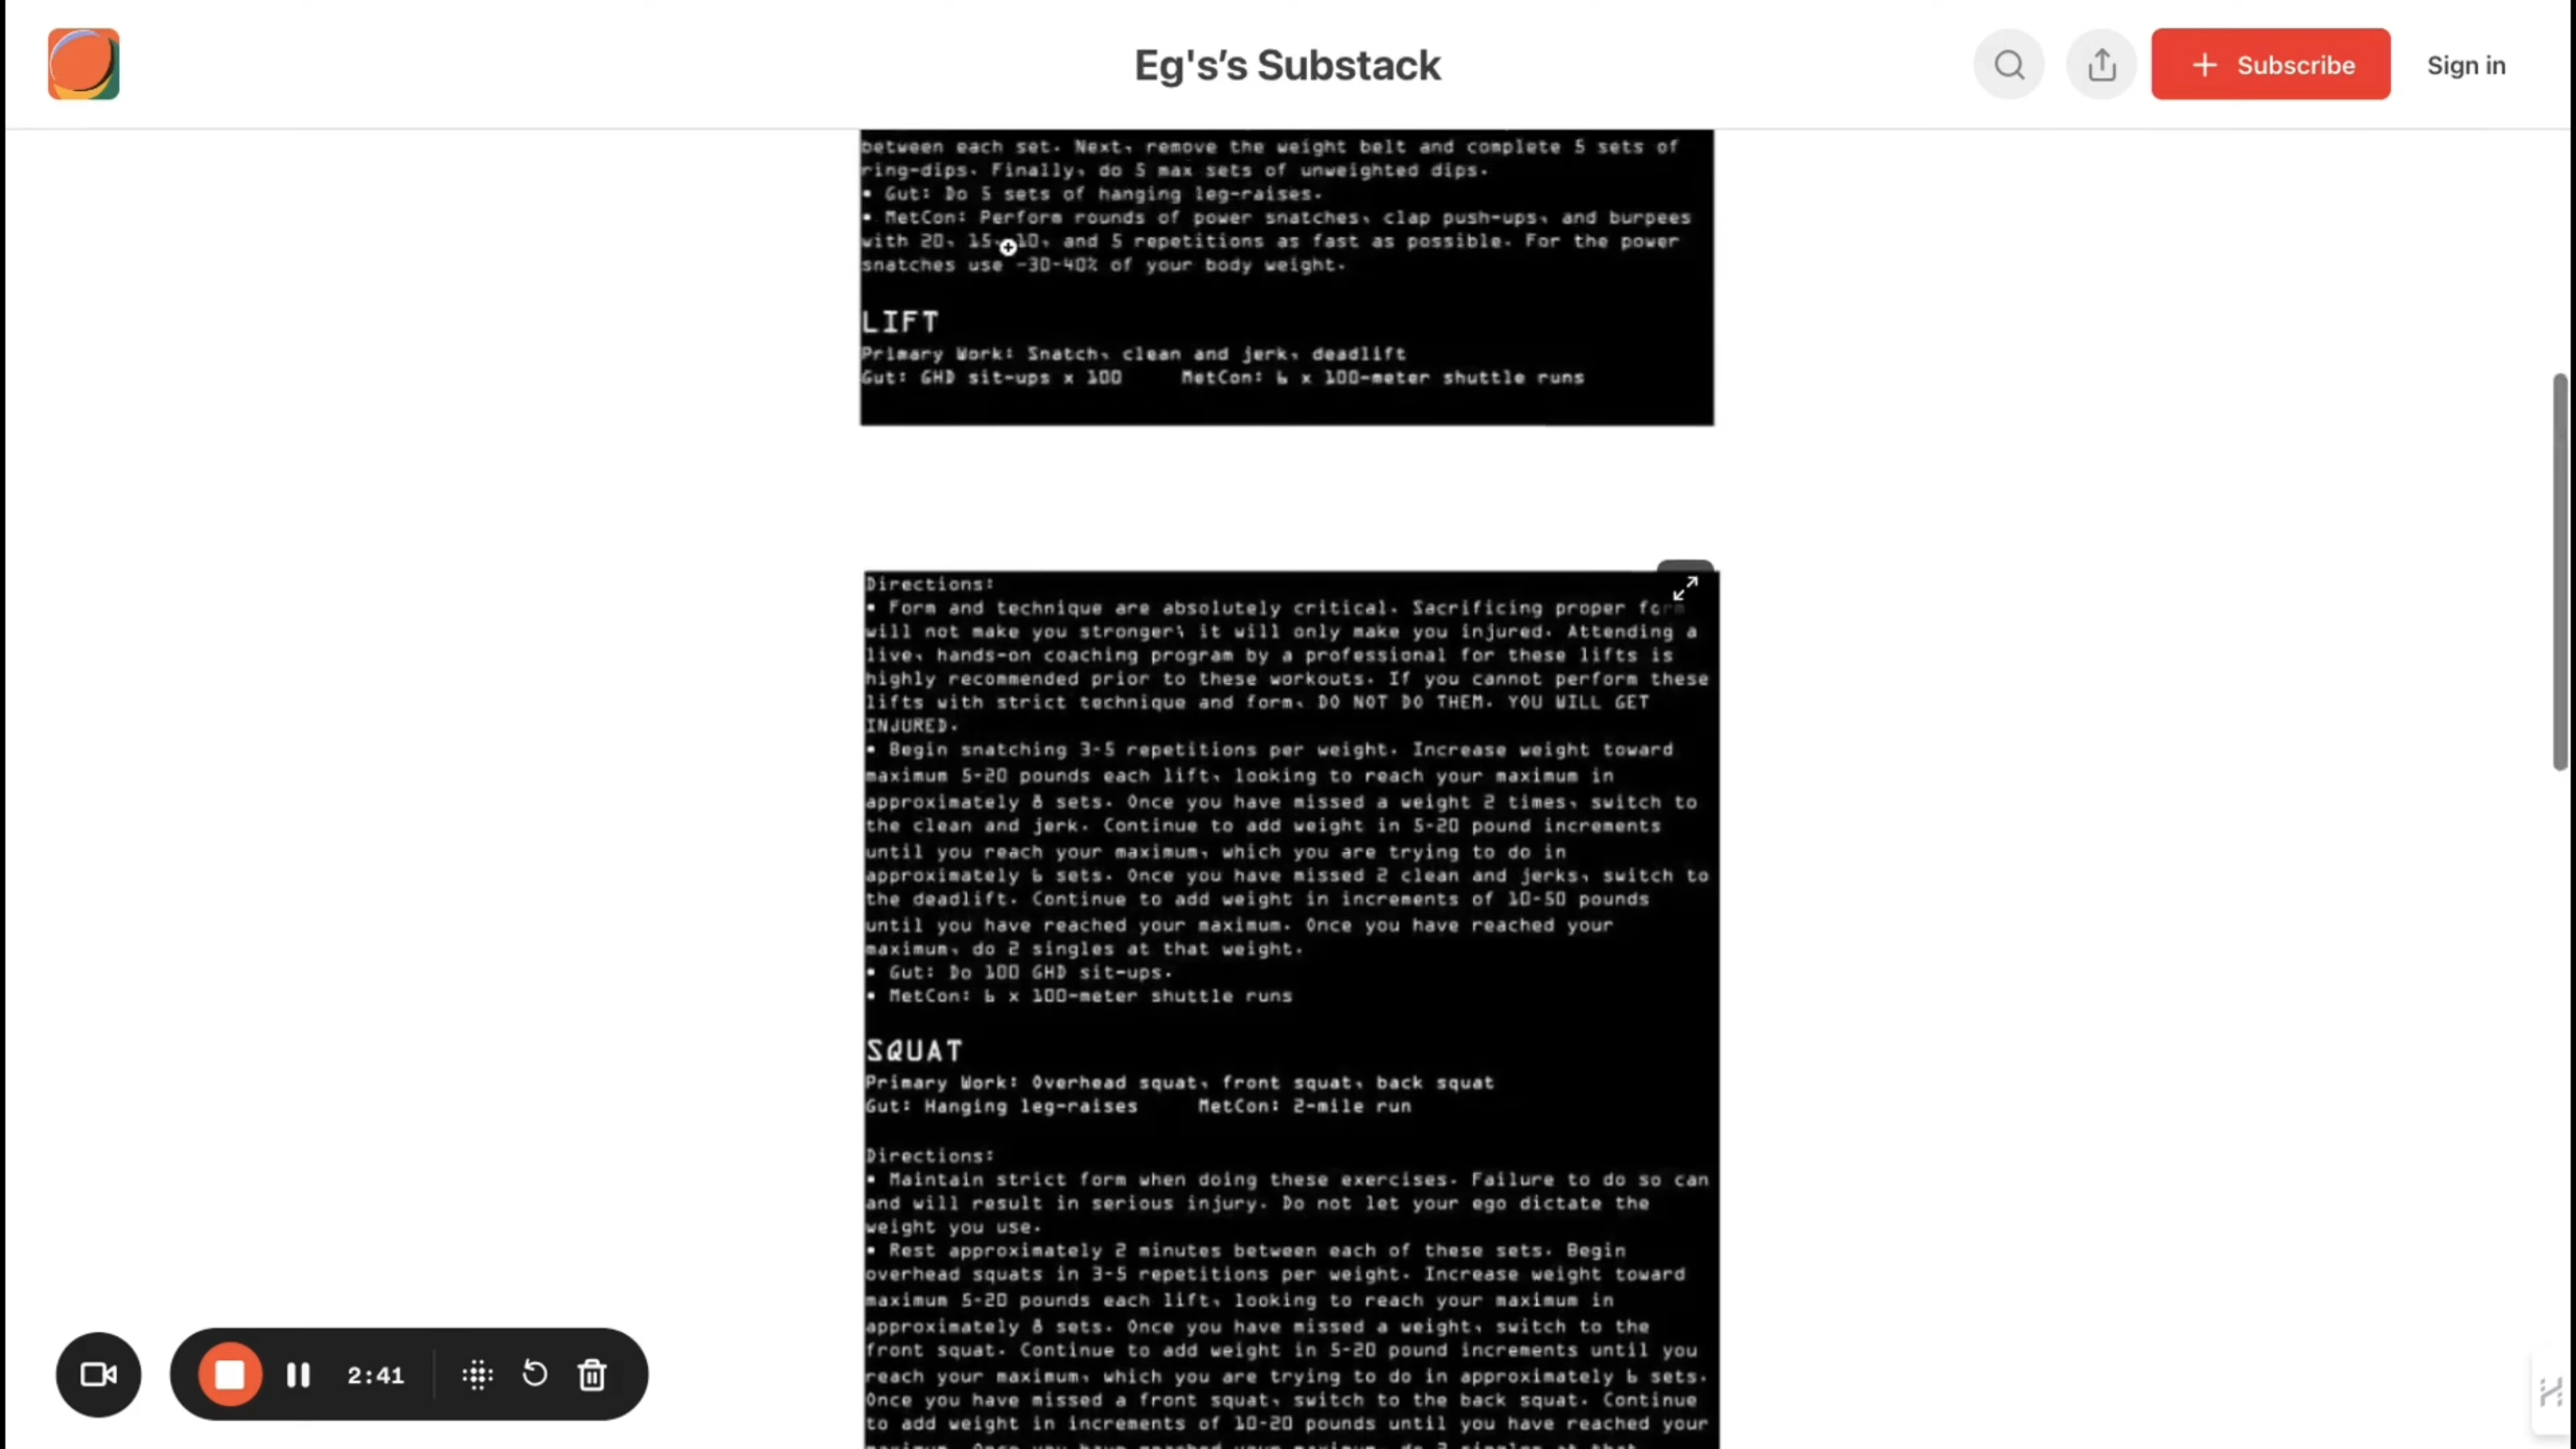 Eg's’s Substack
Subscribe
Sign in
between each set. Next, remove the weight belt and complete 5 sets of
ring-dips. Finally, do 5 max sets of unweighted dips.
• Gut: Do 5 sets of hanging leg-raises.
• MetCon: Perform rounds of power snatches, clap push-ups, and burpees
with 20, 15, 10, and 5 repetitions as fast as possible. For the power
snatches use ~30-40% of your body weight.
LIFT
Primary Work: Snatch, clean and jerk, deadlift
Gut: GHD sit-ups x 100 MetCon: 6 x 100-meter shuttle runs
Directions:
• Form and technique are absolutely critical. Sacrificing proper form
will not make you stronger; it will only make you injured. Attending a
live, hands-on coaching program by a professional for these lifts is
highly recommended prior to these workouts. If you cannot perform these
lifts with strict technique and form, DO NOT DO THEM. YOU WILL GET
INJURED.
• Begin snatching 3-5 repetitions per weight. Increase weight toward
maximum 5-20 pounds each lift, looking to reach your maximum in
approximately 8 sets. Once you have missed a weight 2 times, switch to
the clean and jerk. Continue to add weight in 5-20 pound increments
until you reach your maximum, which you are trying to do in
approximately 6 sets. Once you have missed 2 clean and jerks, switch to
the deadlift. Continue to add weight in increments of 10-50 pounds
until you have reached your maximum. Once you have reached your
maximum, do 2 singles at that weight.
• Gut: Do 100 GHD sit-ups.
• MetCon: 6 x 100-meter shuttle runs
SQUAT
Primary Work: Overhead squat, front squat, back squat
Gut: Hanging leg-raises MetCon: 2-mile run
Directions:
• Maintain strict form when doing these exercises. Failure to do so can
and will result in serious injury. Do not let your ego dictate the
weight you use.
• Rest approximately 2 minutes between each of these sets. Begin
overhead squats in 3-5 repetitions per weight. Increase weight toward
maximum 5-20 pounds each lift, looking to reach your maximum in
approximately 8 sets. Once you have missed a weight, switch to the
front squat. Continue to add weight in 5-20 pound increments until you
reach your maximum, which you are trying to do in approximately 6 sets.
Once you have missed a front squat, switch to the back squat. Continue
to add weight in increments of 10-20 pounds until you have reached your
2:41